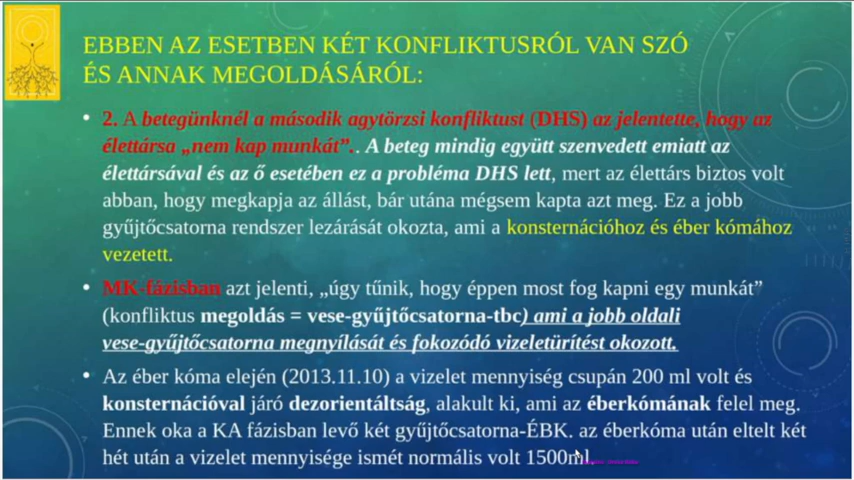 EBBEN AZ ESETBEN KÉT KONFLIKTUSRÓL VAN SZÓ
ÉS ANNAK MEGOLDÁSÁRÓL:
• 2. A betegünknél a második agytörzsi konfliktust (DHS) az jelentette, hogy az
élettársa „nem kap munkát”.. A beteg mindig együtt szenvedett emiatt az
élettársával és az ő esetében ez a probléma DHS lett, mert az élettárs biztos volt
abban, hogy megkapja az állást, bár utána mégsem kapta azt meg. Ez a jobb
gyűjtőcsatorna rendszer lezárását okozta, ami a konsternációhoz és éber kómához
vezetett.
• MK-fázisban azt jelenti, „úgy tűnik, hogy éppen most fog kapni egy munkát”
(konfliktus megoldás = vese-gyűjtőcsatorna-tbc) ami a jobb oldali
vese-gyűjtőcsatorna megnyílását és fokozódó vizeletürítést okozott.
• Az éber kóma elején (2013.11.10) a vizelet mennyiség csupán 200 ml volt és
konsternációval járó dezorientáltság, alakult ki, ami az éberkómának felel meg.
Ennek oka a KA fázisban levő két gyűjtőcsatorna-ÉBK. az éberkóma után eltelt két
hét után a vizelet mennyisége ismét normális volt 1500ml.